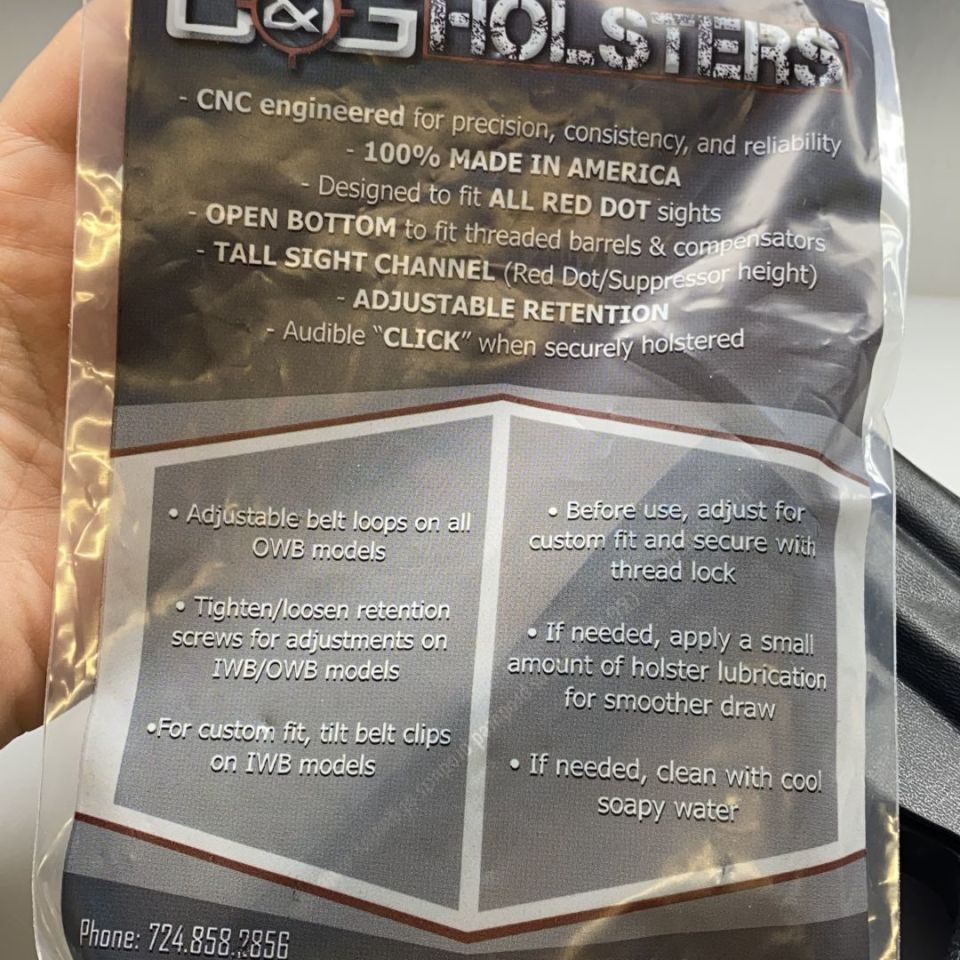 C&G HOLSTERS
- CNC engineered for precision, consistency, and reliability
- 100% MADE IN AMERICA
- Designed to fit ALL RED DOT sights
- OPEN BOTTOM to fit threaded barrels & compensators
- TALL SIGHT CHANNEL (Red Dot/Suppressor height)
- ADJUSTABLE RETENTION
- Audible “CLICK” when securely holstered
• Adjustable belt loops on all
OWB models
• Tighten/loosen retention
screws for adjustments on
IWB/OWB models
•For custom fit, tilt belt clips
on IWB models
• Before use, adjust for
custom fit and secure with
thread lock
• If needed, apply a small
amount of holster lubrication
for smoother draw
• If needed, clean with cool
soapy water
Phone: 724.858.2856